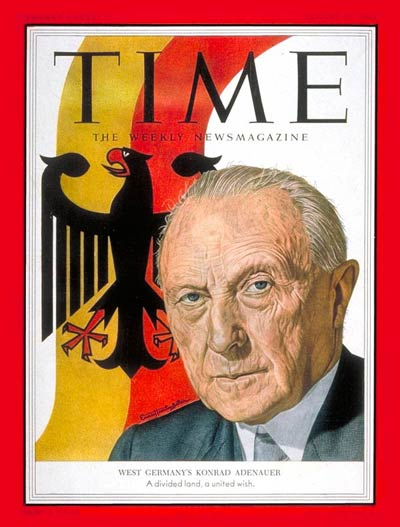 TIME
THE WEEKLY NEWSMAGAZINE
WEST GERMANY'S KONRAD ADENAUER
A divided land, a united wish.